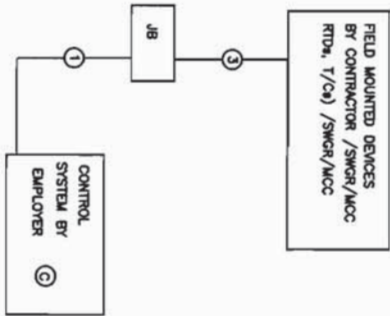 FIELD MOUNTED DEVICES
BY CONTRACTOR /SWGR/MCC
RTDs, T/Cs) /SWGR/MCC
3
JB
1
CONTROL
SYSTEM BY
EMPLOYER
C